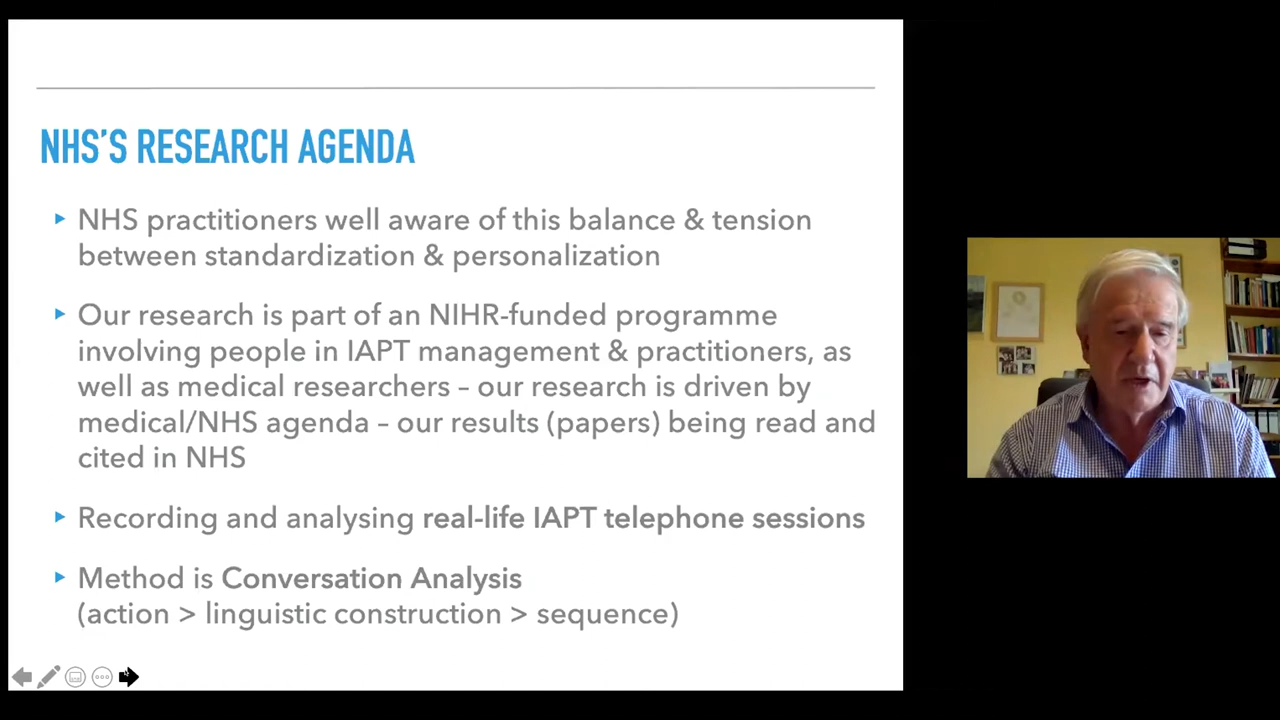 NHS'S RESEARCH AGENDA
NHS practitioners well aware of this balance & tension
between standardization & personalization
Our research is part of an NIHR-funded programme
involving people in IAPT management & practitioners, as
well as medical researchers – our research is driven by
medical/NHS agenda – our results (papers) being read and
cited in NHS
Recording and analysing real-life IAPT telephone sessions
Method is Conversation Analysis
(action > linguistic construction > sequence)